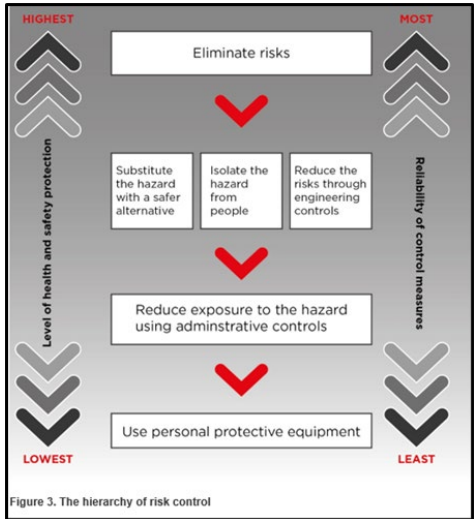 HIGHEST
MOST
Eliminate risks
Substitute
the hazard
with a safer
alternative
Isolate the
hazard
from
people
Reduce the
risks through
engineering
controls
Level of health and safety protection
Reliability of control measures
Reduce exposure to the hazard
using adminstrative controls
Use personal protective equipment
LOWEST
LEAST
Figure 3. The hierarchy of risk control